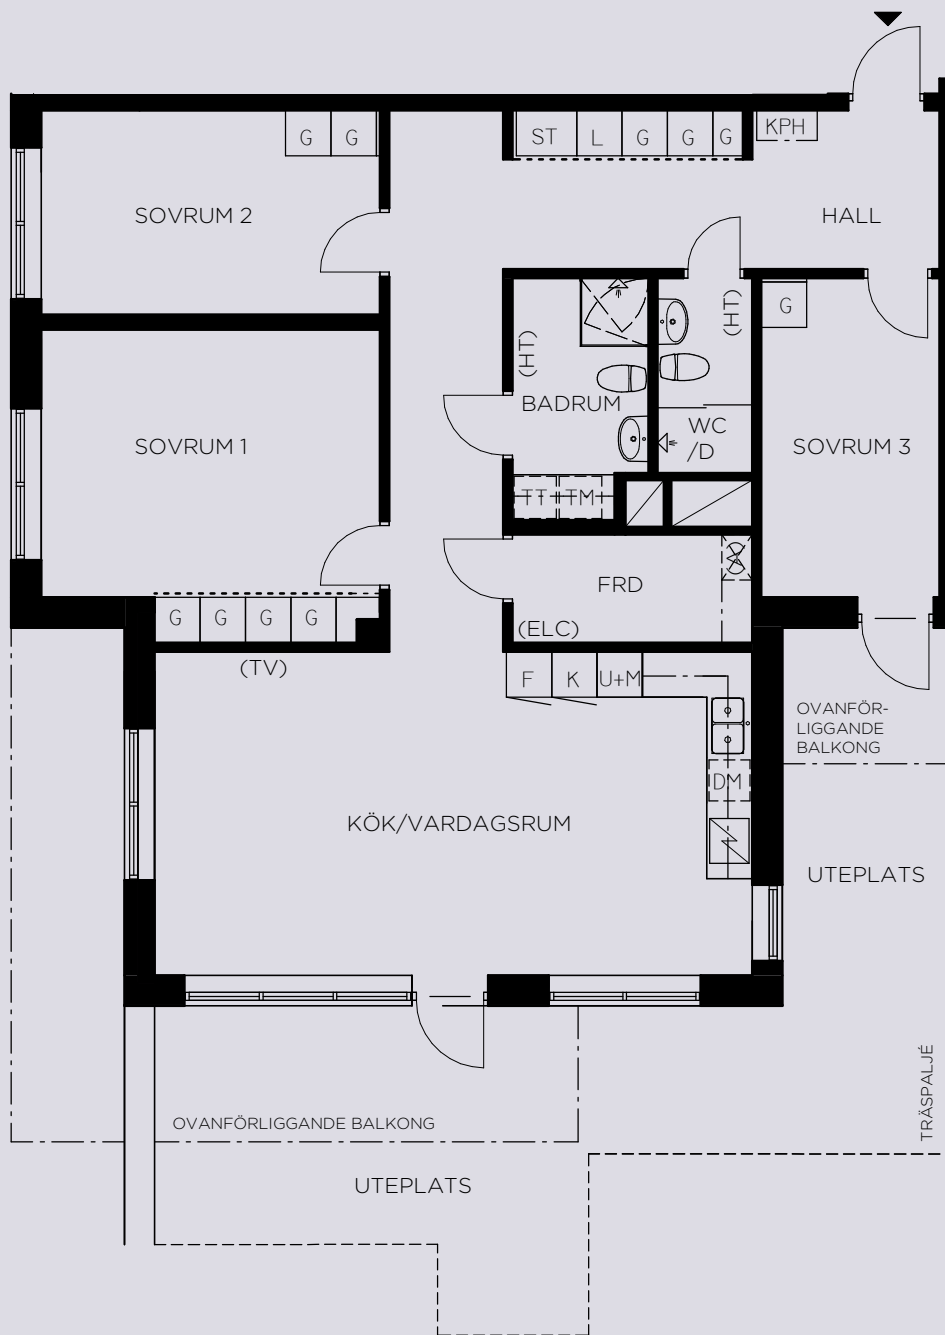 G G
ST L G G G
KPH
SOVRUM 2
HALL
G
(HT)
(HT)
BADRUM
WC
/D
SOVRUM 1
SOVRUM 3
TT TM
FRD
G G G G
(ELC)
(TV)
F K U+M
OVANFÖR-
LIGGANDE
BALKONG
DM
KÖK/VARDAGSRUM
UTEPLATS
TRÄSPALJÉ
OVANFÖRLIGGANDE BALKONG
UTEPLATS